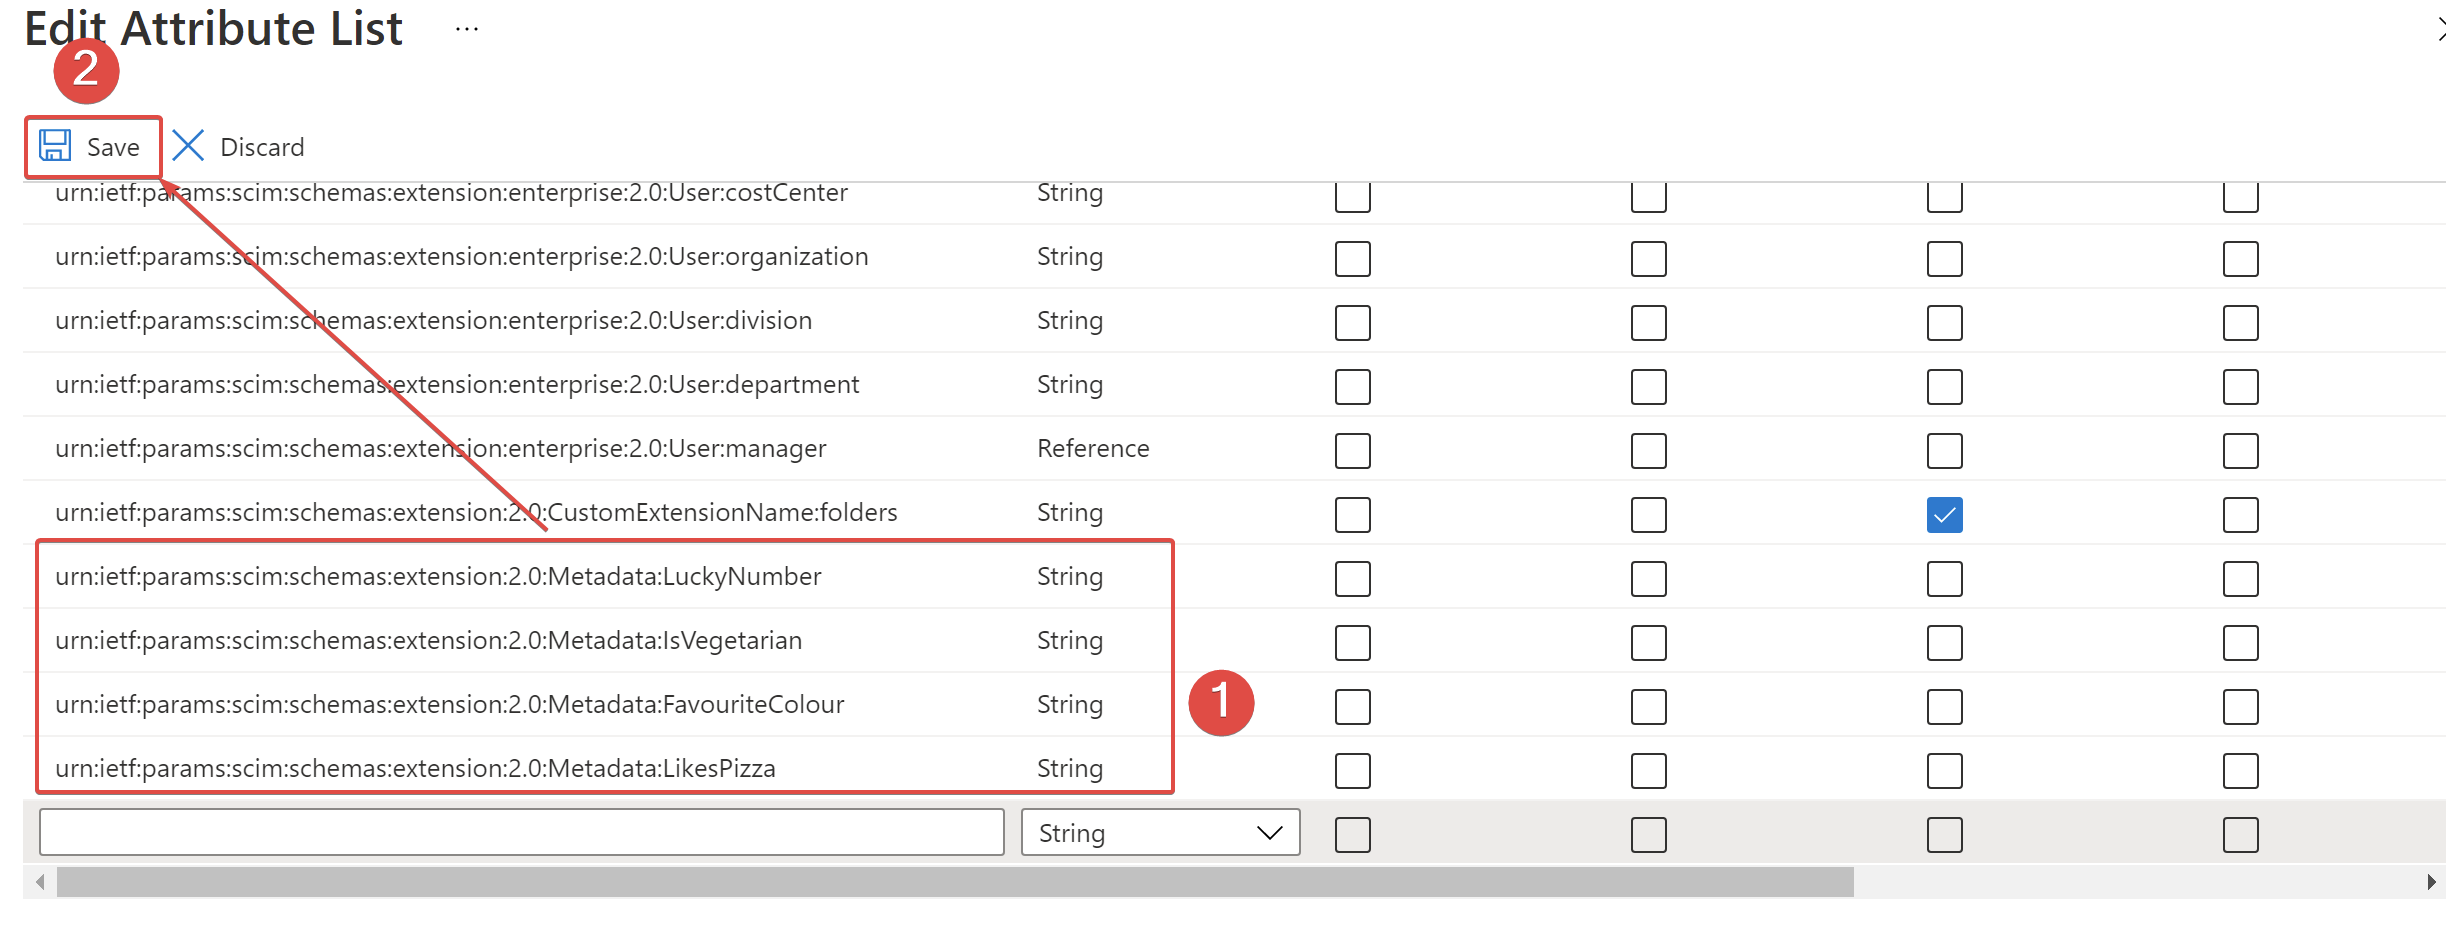 Edit Attribute List ...
2
Save Discard
urn:ietf:params:scim:schemas:extension:enterprise:2.0:User:costCenter String
urn:ietf:params:scim:schemas:extension:enterprise:2.0:User:organization String
urn:ietf:params:scim:schemas:extension:enterprise:2.0:User:division String
urn:ietf:params:scim:schemas:extension:enterprise:2.0:User:department String
urn:ietf:params:scim:schemas:extension:enterprise:2.0:User:manager Reference
urn:ietf:params:scim:schemas:extension:2.0:CustomExtensionName:folders String
urn:ietf:params:scim:schemas:extension:2.0:Metadata:LuckyNumber String
urn:ietf:params:scim:schemas:extension:2.0:Metadata:IsVegetarian String
urn:ietf:params:scim:schemas:extension:2.0:Metadata:FavouriteColour String
1
urn:ietf:params:scim:schemas:extension:2.0:Metadata:LikesPizza String
String